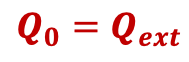 Q₀ = Qₑₓₜ